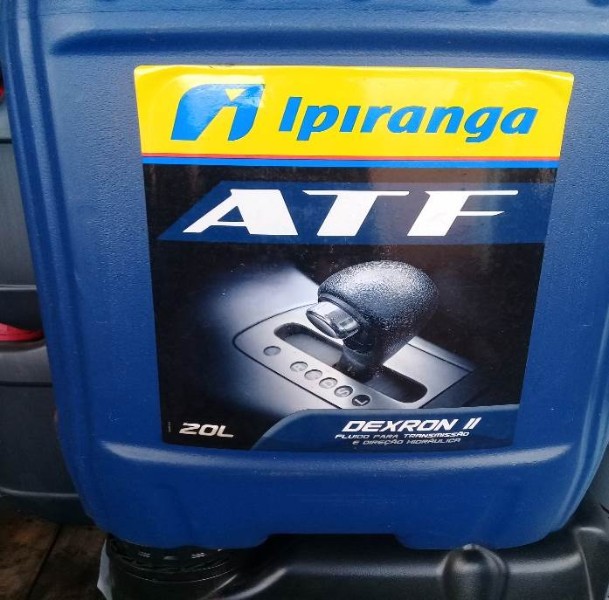 Ipiranga
ATF
20L
DEXRON II
FLUIDO PARA TRANSMISSÃO
E DIREÇÃO HIDRÁULICA